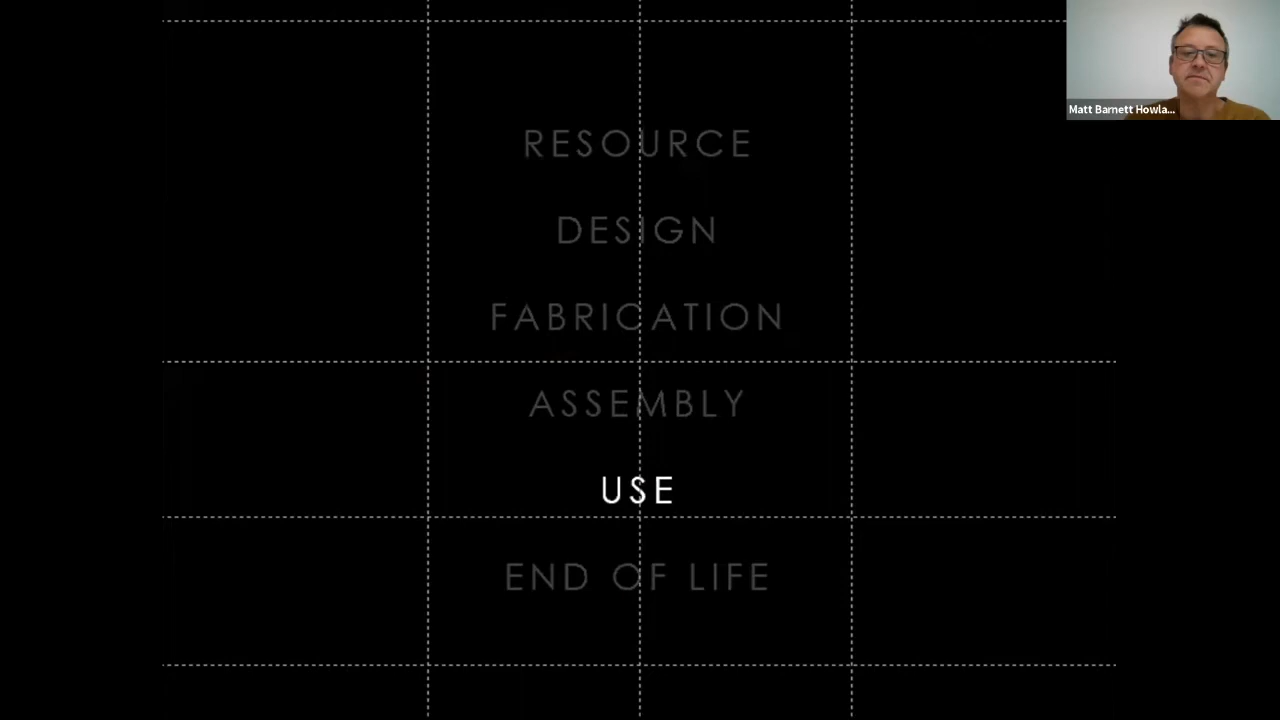 RESOURCE
DESIGN
FABRICATION
ASSEMBLY
USE
END OF LIFE
Matt Barnett Howla...